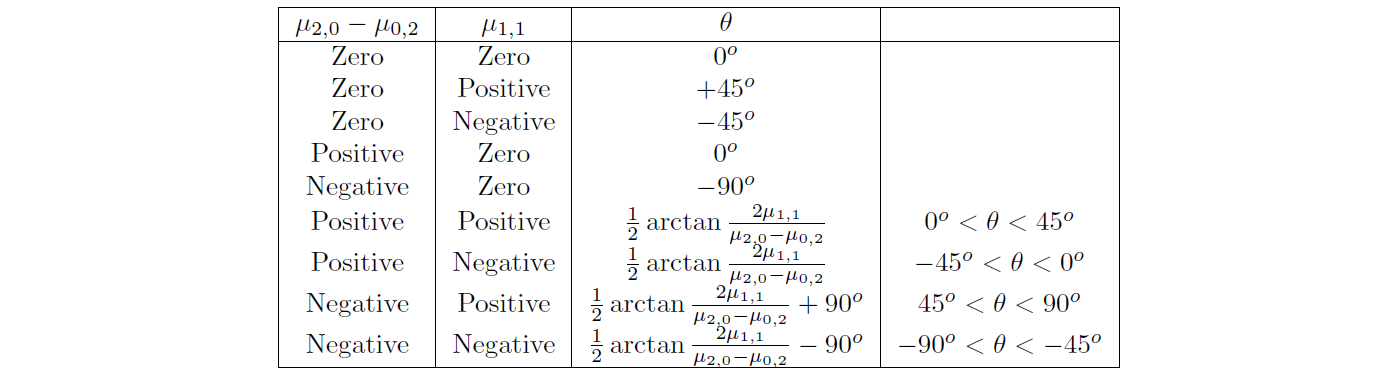 μ2,0 − μ0,2 μ1,1 θ
Zero Zero 0°
Zero Positive +45°
Zero Negative −45°
Positive Zero 0°
Negative Zero −90°
Positive Positive 1/2 arctan 2μ1,1/(μ2,0−μ0,2) 0° < θ < 45°
Positive Negative 1/2 arctan 2μ1,1/(μ2,0−μ0,2) −45° < θ < 0°
Negative Positive 1/2 arctan 2μ1,1/(μ2,0−μ0,2) + 90° 45° < θ < 90°
Negative Negative 1/2 arctan 2μ1,1/(μ2,0−μ0,2) − 90° −90° < θ < −45°